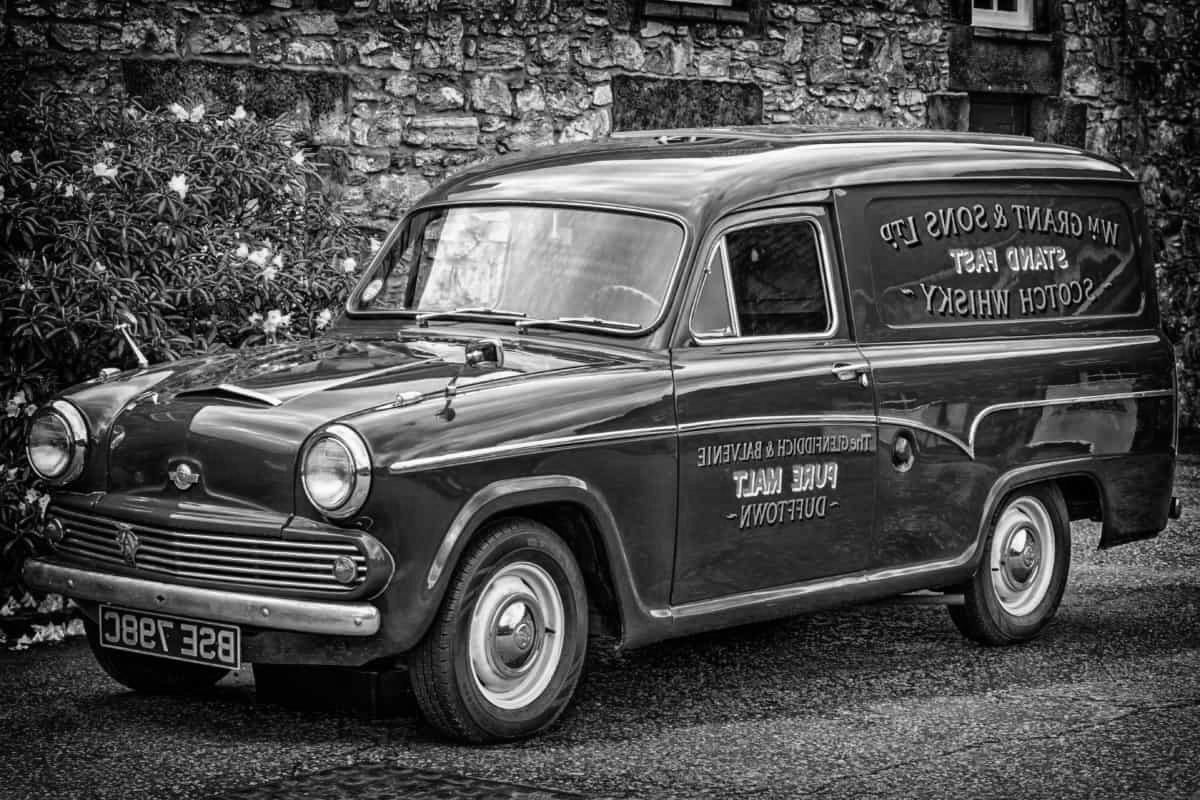 WM GRANT & SONS LTD
STAND FAST
~ SCOTCH WHISKY ~
The GLENFIDDICH & BALVENIE
PURE MALT
~ DUFFTOWN ~
BSE 798C